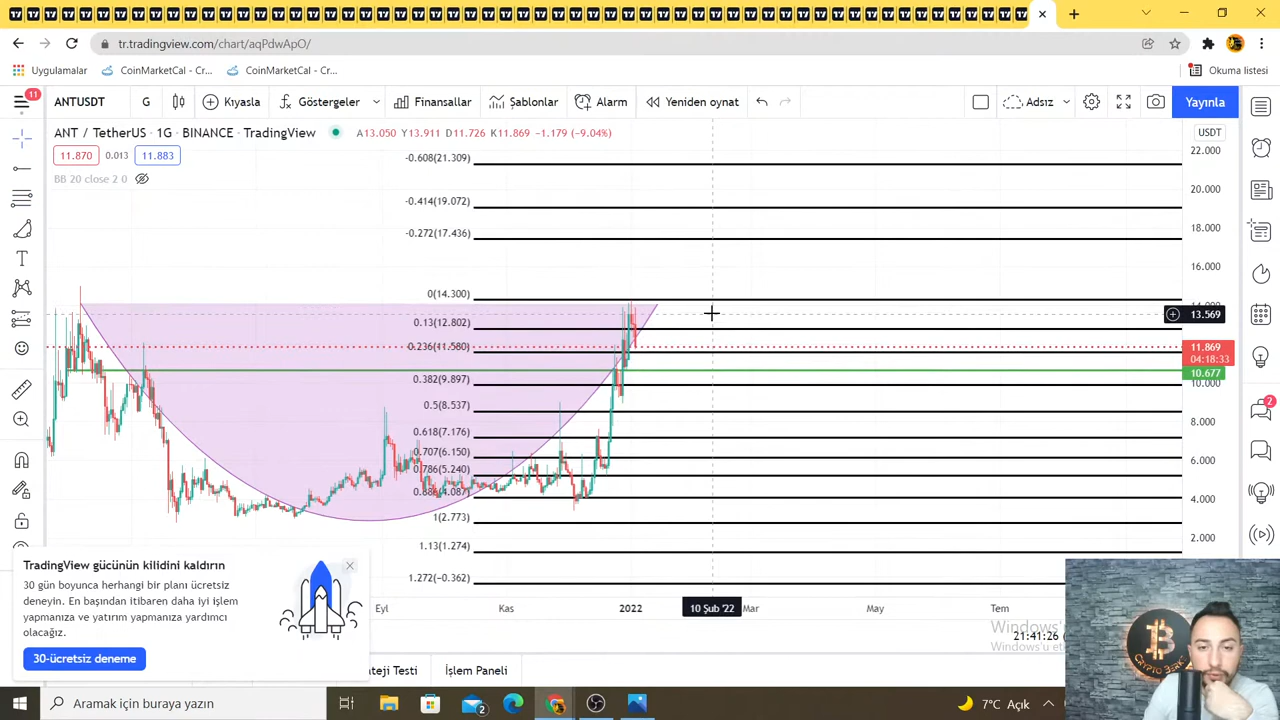 tr.tradingview.com/chart/aqPdwApO/
Uygulamalar
CoinMarketCal - Cr...
CoinMarketCal - Cr...
Okuma listesi
11
ANTUSDT
G
Kıyasla
Göstergeler
Finansallar
Şablonlar
Alarm
Yeniden oynat
Adsız
Yayınla
ANT / TetherUS · 1G · BINANCE · TradingView
A13.050 Y13.911 D11.726 K11.869 -1.179 (-9.04%)
USDT
11.870
0.013
11.883
BB 20 close 2 0
22.000
20.000
18.000
16.000
13.569
11.869
04:18:33
10.677
10.000
8.000
6.000
4.000
2.000
-0.608(21.309)
-0.414(19.072)
-0.272(17.436)
0(14.300)
0.13(12.802)
0.236(11.580)
0.382(9.897)
0.5(8.537)
0.618(7.176)
0.707(6.150)
0.786(5.240)
1(2.773)
1.13(1.274)
1.272(-0.362)
2
Eyl
Kas
2022
10 Şub '22
Mar
May
Tem
TradingView gücünün kilidini kaldırın
30 gün boyunca herhangi bir planı ücretsiz
deneyin. En başından itibaren daha iyi işlem
yapmanıza ve yatırım yapmanıza yardımcı
olacağız.
30-ücretsiz deneme
21:41:26
ateji Testi
İşlem Paneli
Aramak için buraya yazın
2
7°C Açık